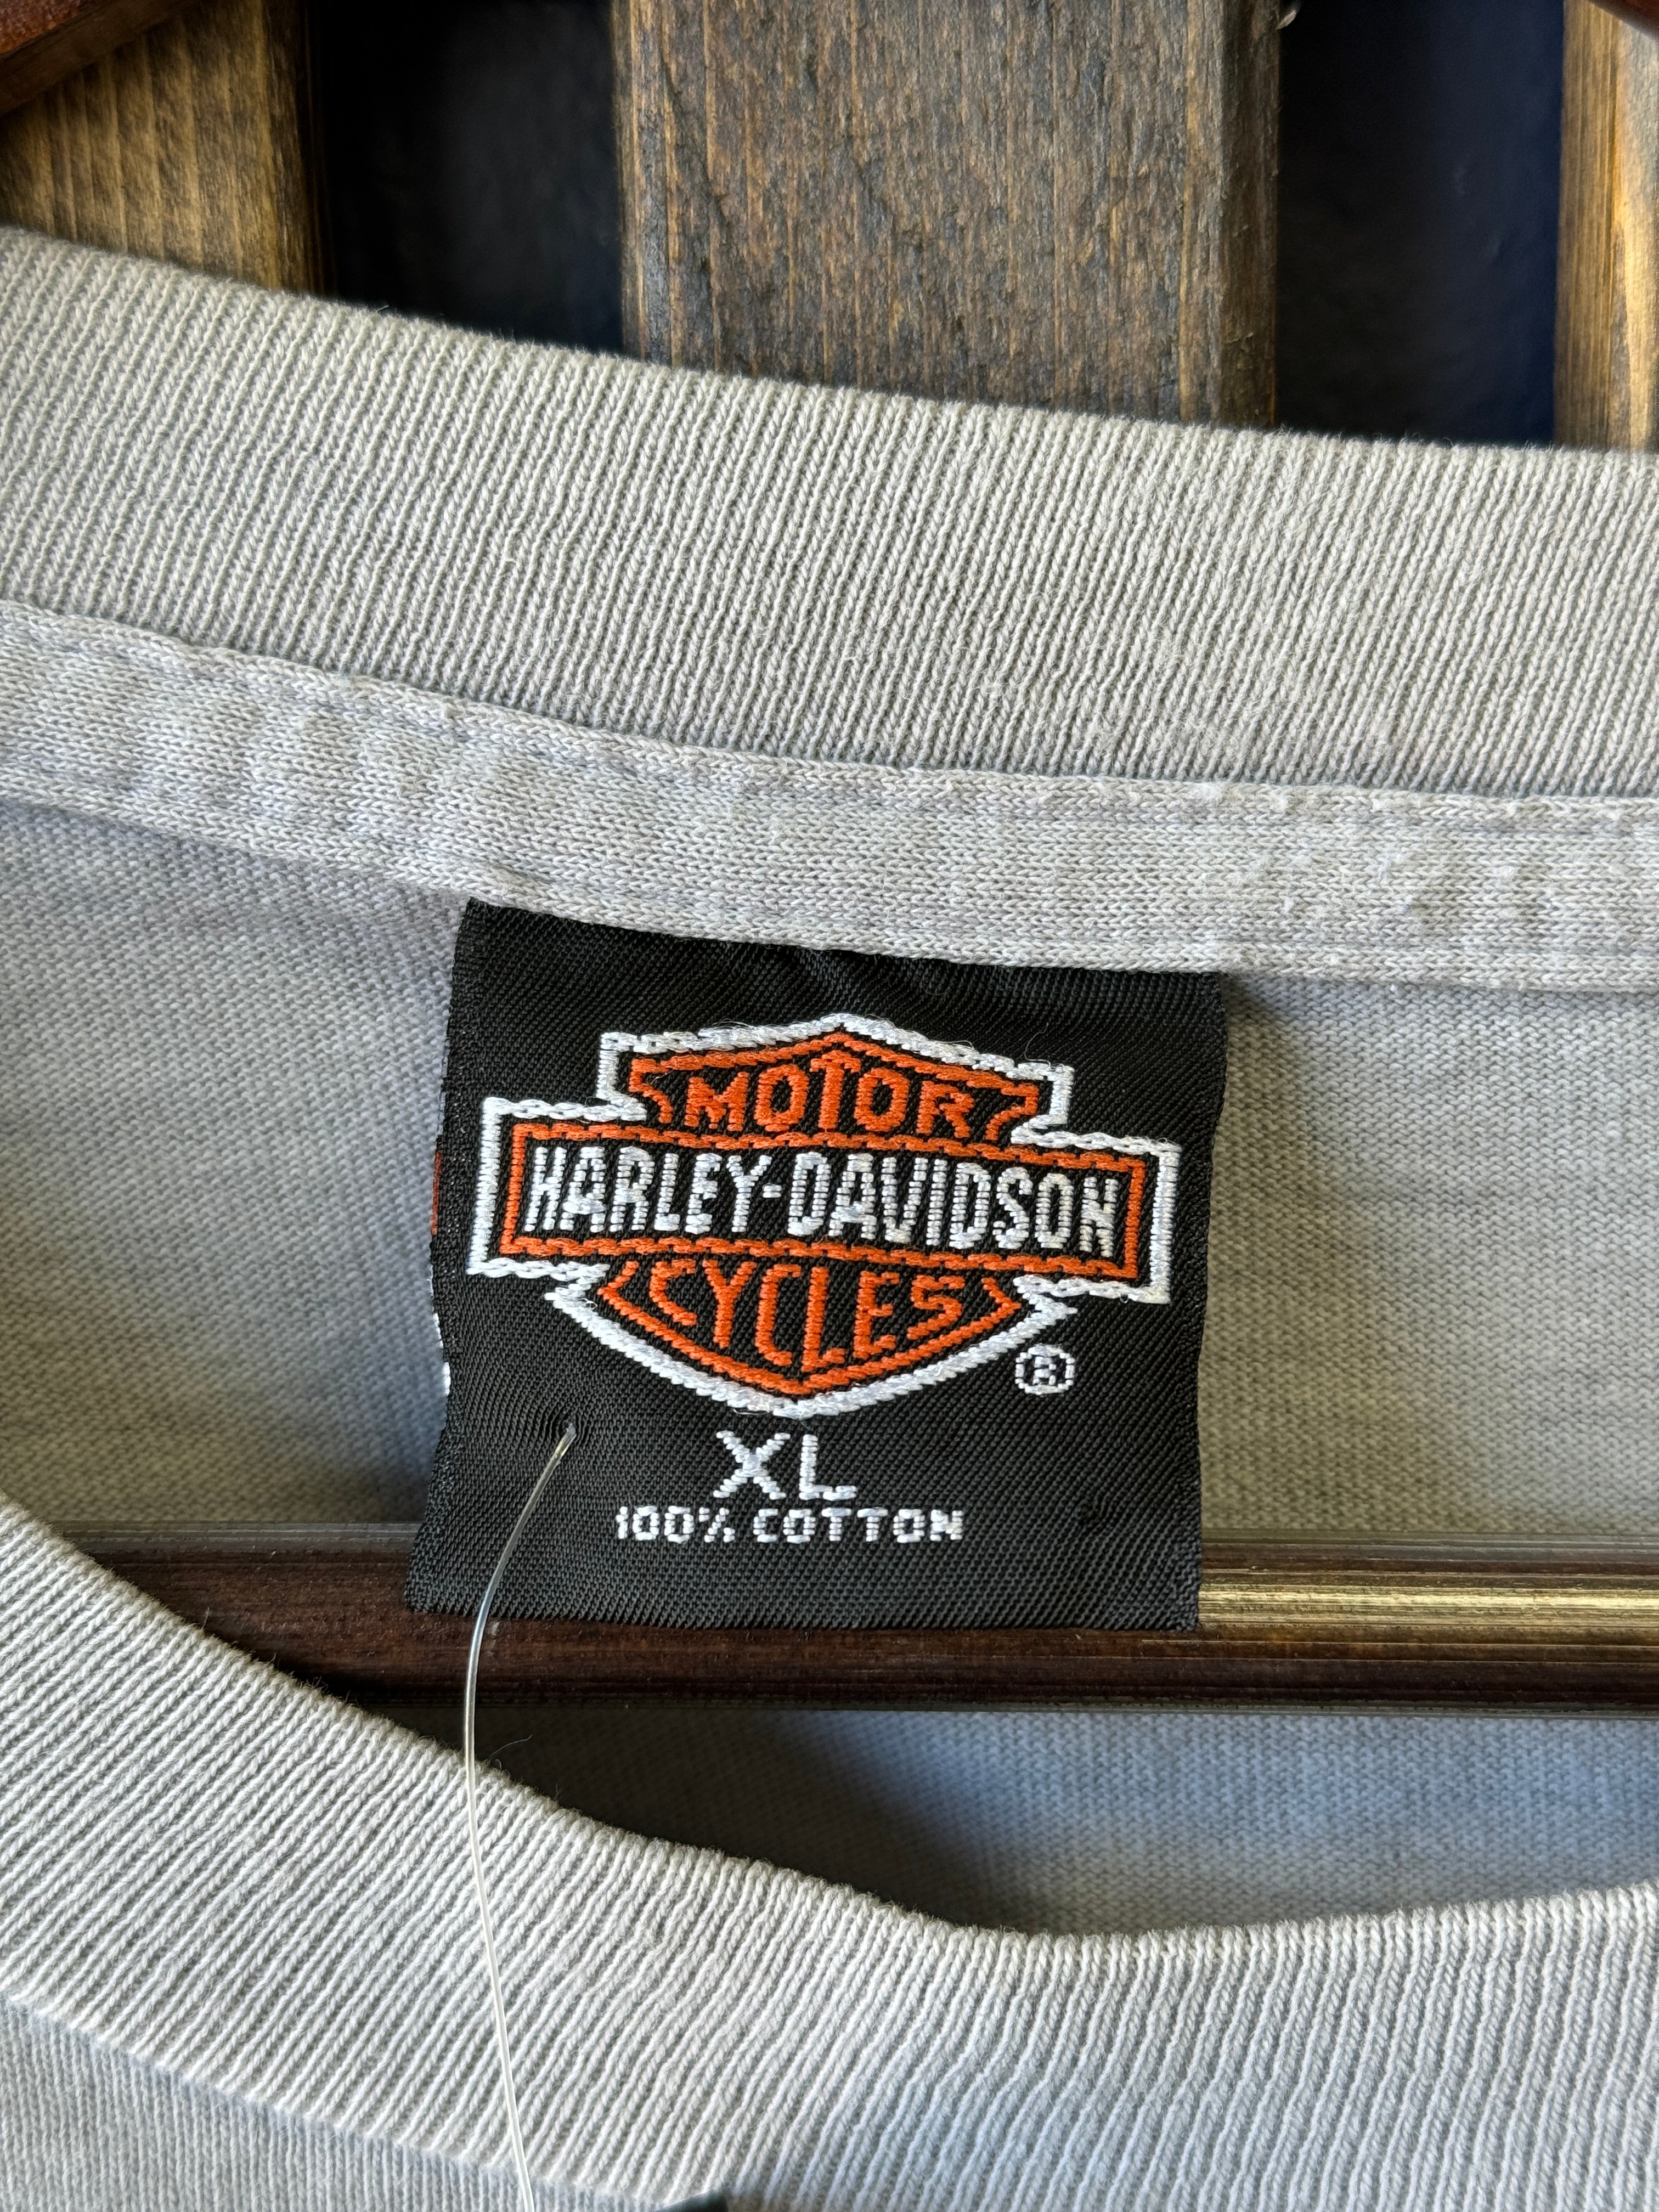 MOTOR
HARLEY-DAVIDSON
CYCLES
®
XL
100% COTTON